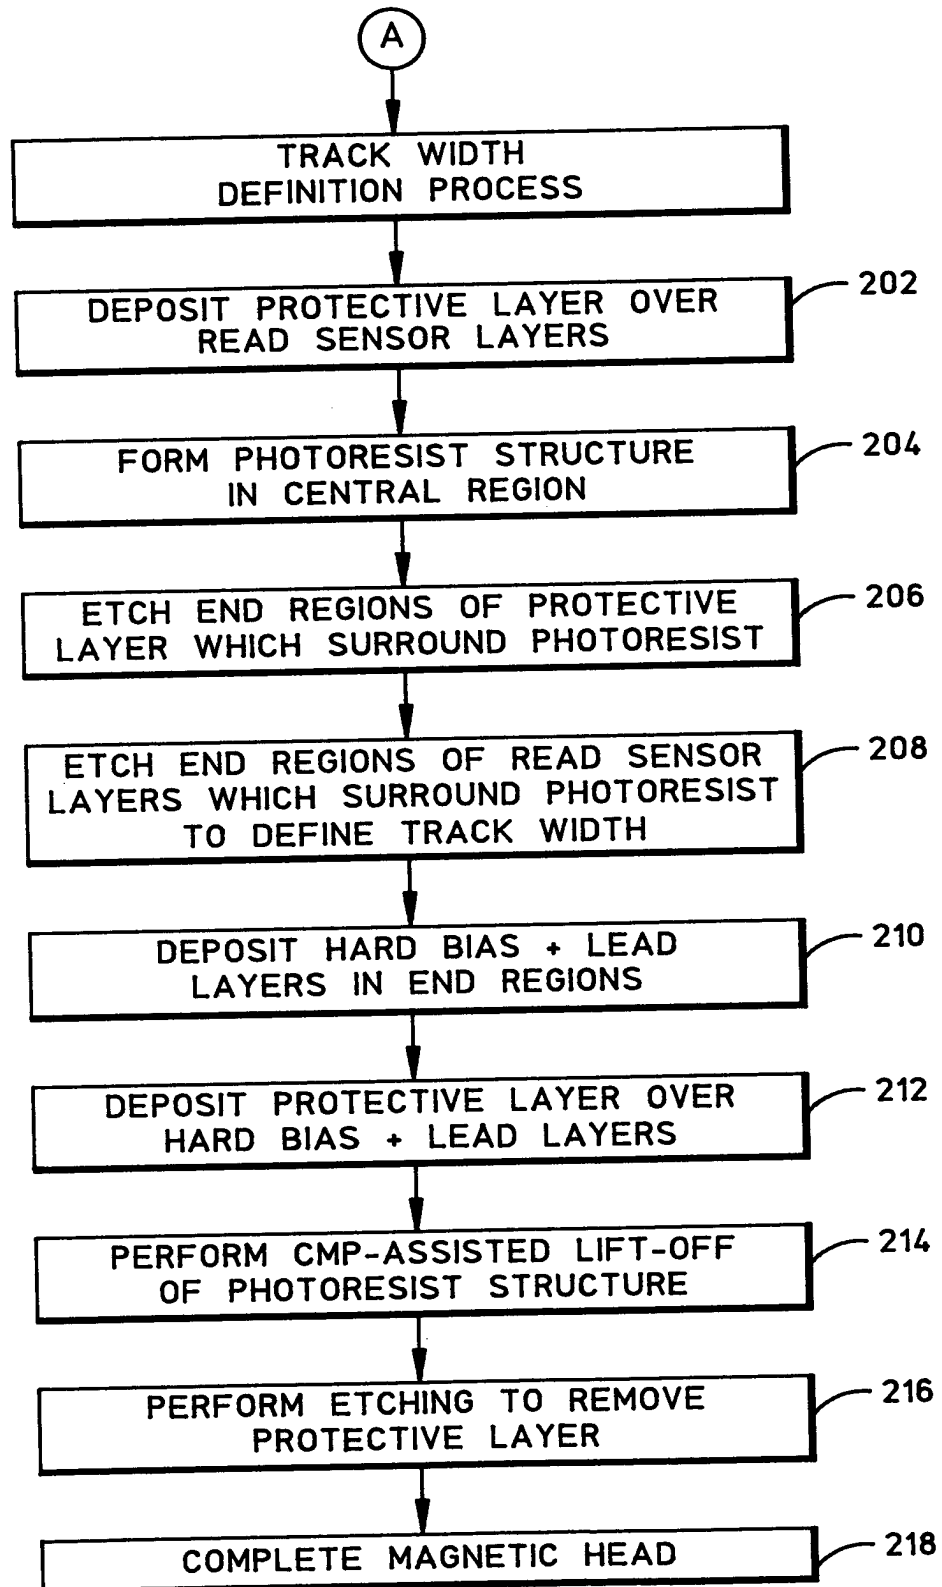 A
TRACK WIDTH
DEFINITION PROCESS
DEPOSIT PROTECTIVE LAYER OVER
READ SENSOR LAYERS
202
FORM PHOTORESIST STRUCTURE
IN CENTRAL REGION
204
ETCH END REGIONS OF PROTECTIVE
LAYER WHICH SURROUND PHOTORESIST
206
ETCH END REGIONS OF READ SENSOR
LAYERS WHICH SURROUND PHOTORESIST
TO DEFINE TRACK WIDTH
208
DEPOSIT HARD BIAS + LEAD
LAYERS IN END REGIONS
210
DEPOSIT PROTECTIVE LAYER OVER
HARD BIAS + LEAD LAYERS
212
PERFORM CMP-ASSISTED LIFT-OFF
OF PHOTORESIST STRUCTURE
214
PERFORM ETCHING TO REMOVE
PROTECTIVE LAYER
216
COMPLETE MAGNETIC HEAD
218